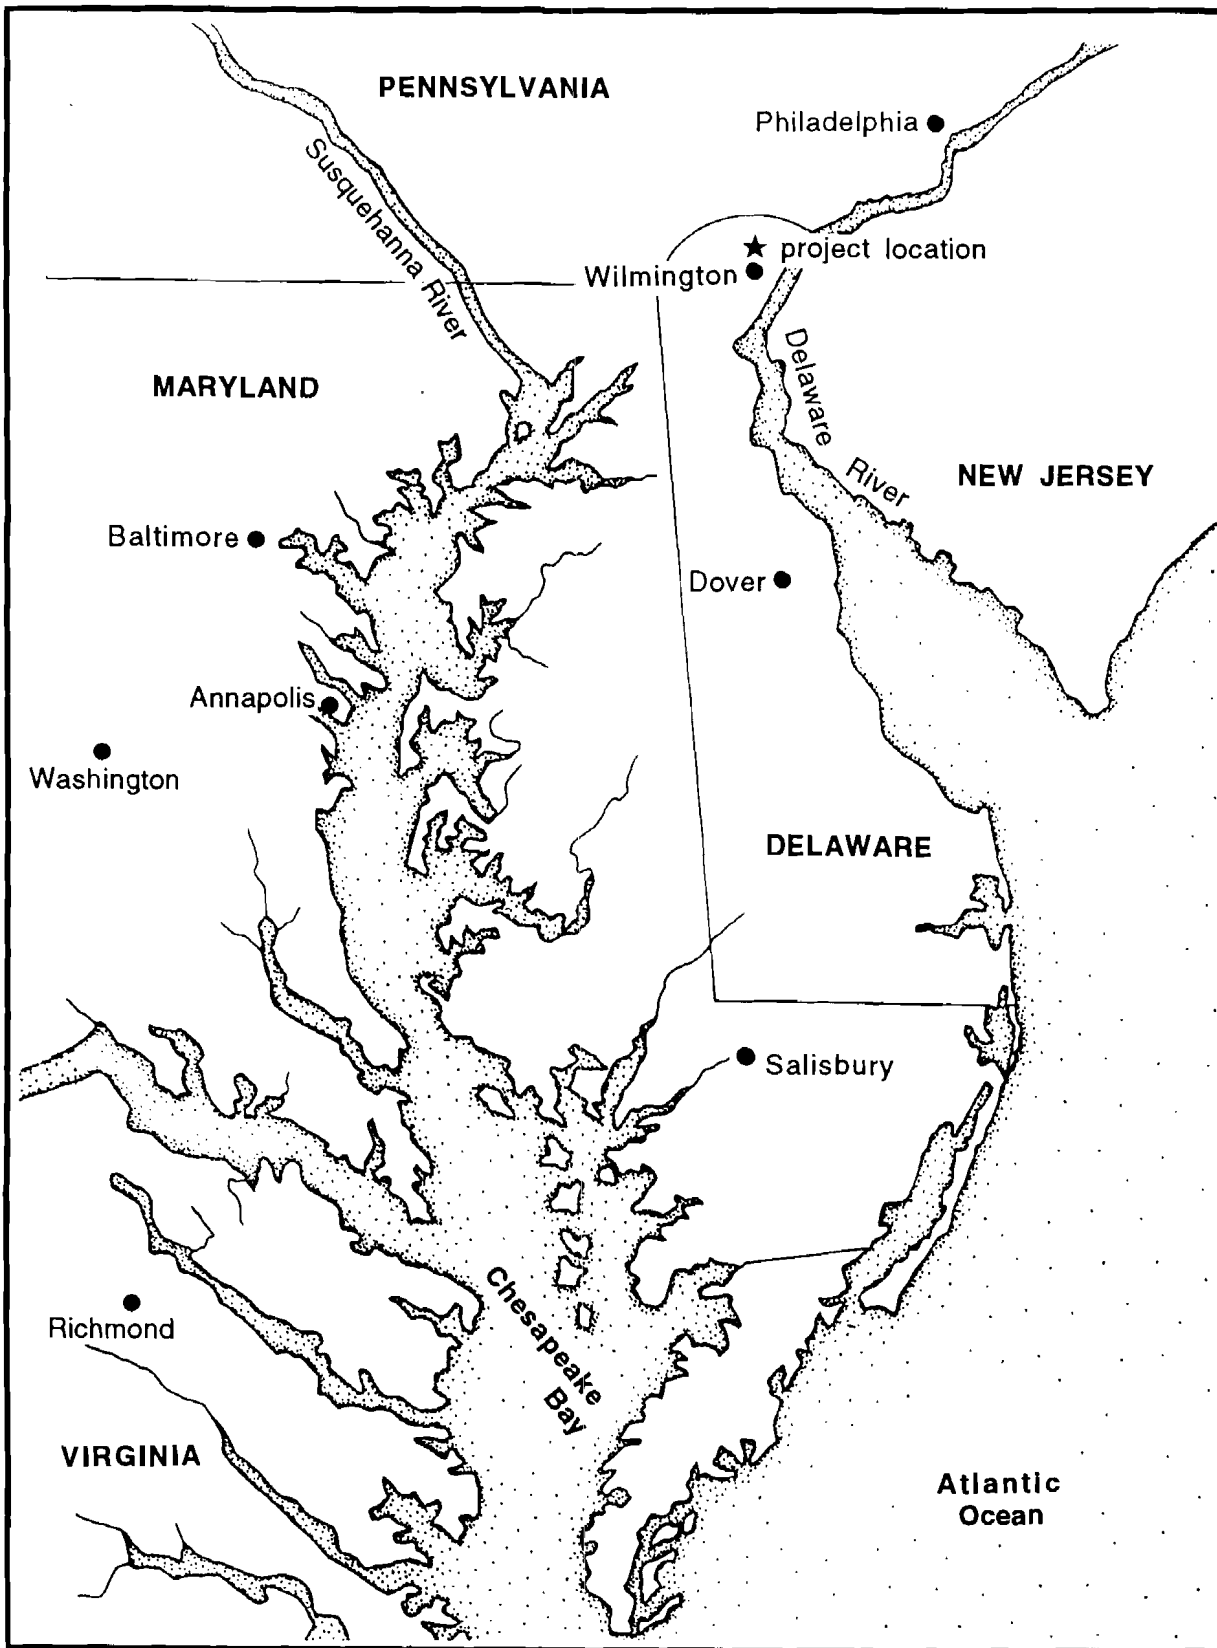 PENNSYLVANIA
Philadelphia
Susquehanna River
★ project location
Wilmington
Delaware River
MARYLAND
NEW JERSEY
Baltimore
Dover
Annapolis
Washington
DELAWARE
Salisbury
Chesapeake
Bay
Richmond
VIRGINIA
Atlantic
Ocean